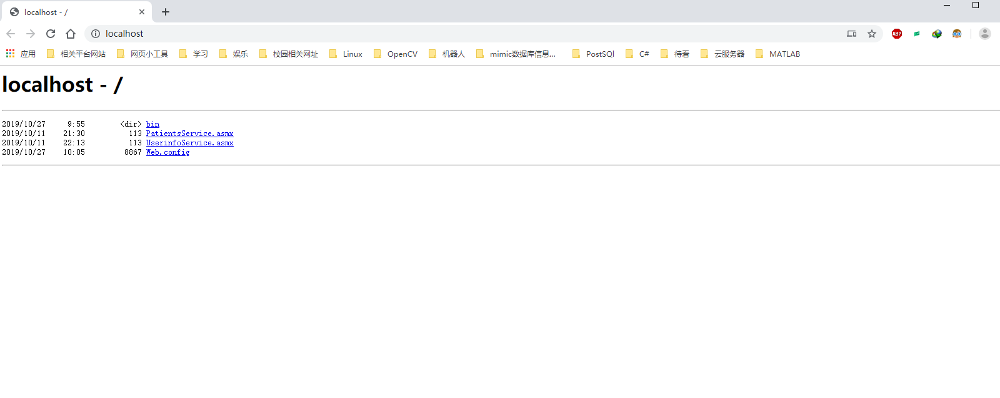 localhost - /
localhost
ABP
应用 相关平台网站 网页小工具 学习 娱乐 校园相关网址 Linux OpenCV 机器人 mimic数据库信息... PostSQl C# 待看 云服务器 MATLAB
localhost - /
2019/10/27 9:55 <dir> bin
2019/10/11 21:30 113 PatientsService.asmx
2019/10/11 22:13 113 UserinfoService.asmx
2019/10/27 10:05 8867 Web.config